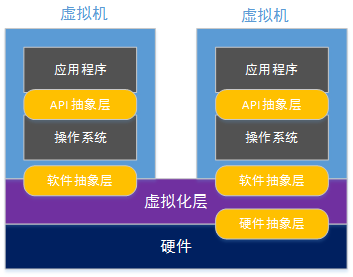 虚拟机
虚拟机
应用程序
应用程序
API 抽象层
API 抽象层
操作系统
操作系统
软件抽象层
软件抽象层
虚拟化层
硬件抽象层
硬件